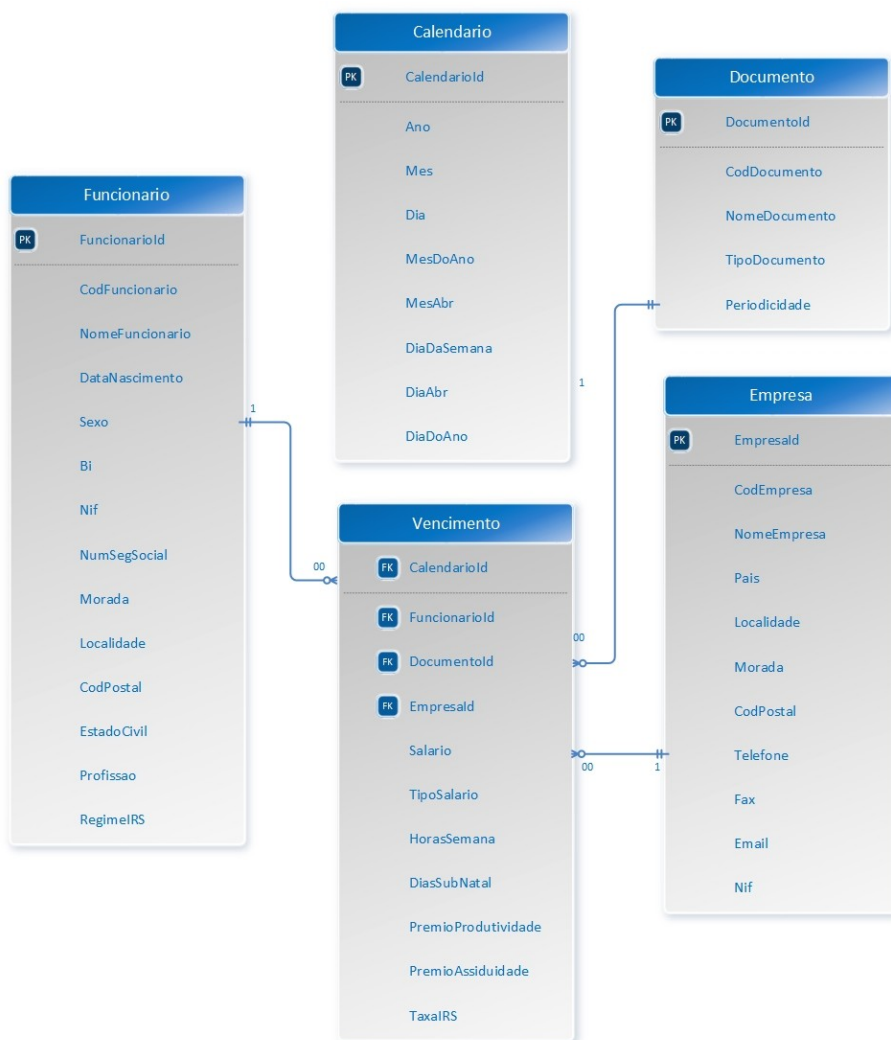 Calendario
PK CalendarioId
Ano
Mes
Dia
MesDoAno
MesAbr
DiaDaSemana
DiaAbr
DiaDoAno
Documento
PK DocumentoId
CodDocumento
NomeDocumento
TipoDocumento
Periodicidade
Funcionario
PK FuncionarioId
CodFuncionario
NomeFuncionario
DataNascimento
Sexo
Bi
Nif
NumSegSocial
Morada
Localidade
CodPostal
EstadoCivil
Profissao
RegimeIRS
1
00
1
Empresa
PK EmpresaId
CodEmpresa
NomeEmpresa
Pais
Localidade
Morada
CodPostal
Telefone
Fax
Email
Nif
Vencimento
FK CalendarioId
FK FuncionarioId
FK DocumentoId
FK EmpresaId
Salario
TipoSalario
HorasSemana
DiasSubNatal
PremioProdutividade
PremioAssiduidade
TaxaIRS
00
00
1